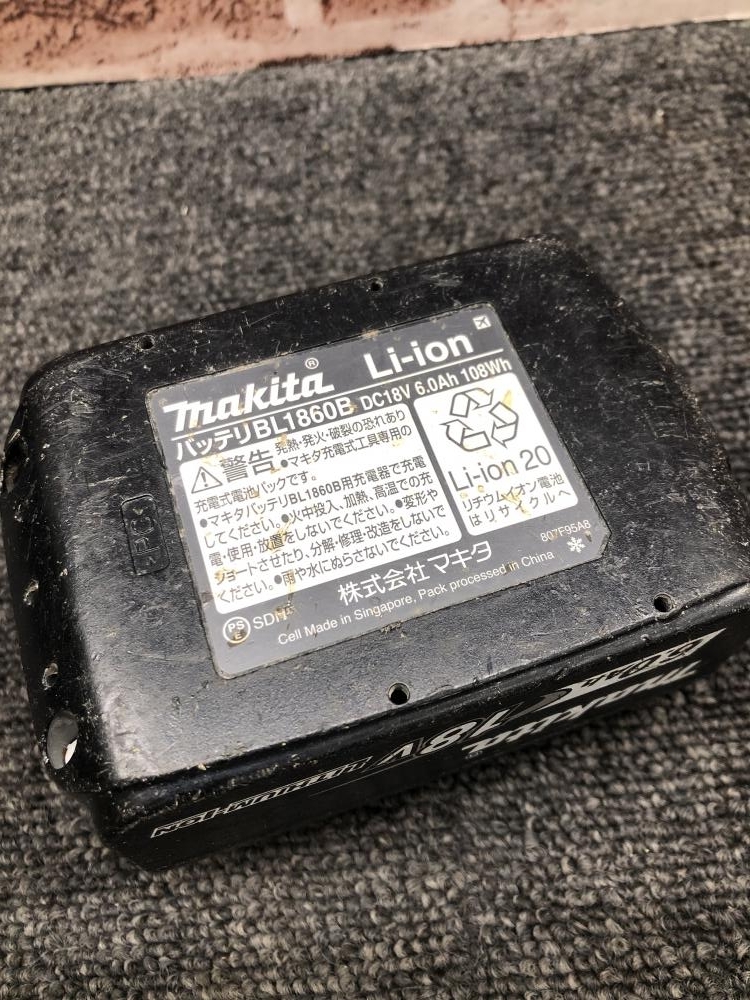 makita® Li-ion
バッテリBL1860B DC18V 6.0Ah 108Wh
警告 発熱・発火・破裂の恐れあり
●マキタ充電式工具専用の
充電式電池パックです。
●マキタバッテリBL1860B用充電器で充電
してください。●火中投入、加熱、高温での充
電・使用・放置をしないでください。●変形や
ショートさせたり、分解・修理・改造をしないで
ください。●雨や水にぬらさないでください。
Li-ion 20
リチウムイオン電池
はリサイクルへ
株式会社 マキタ
807F95A8
PS
E
Cell Made in Singapore, Pack processed in China
makita
18V
LITHIUM-ION